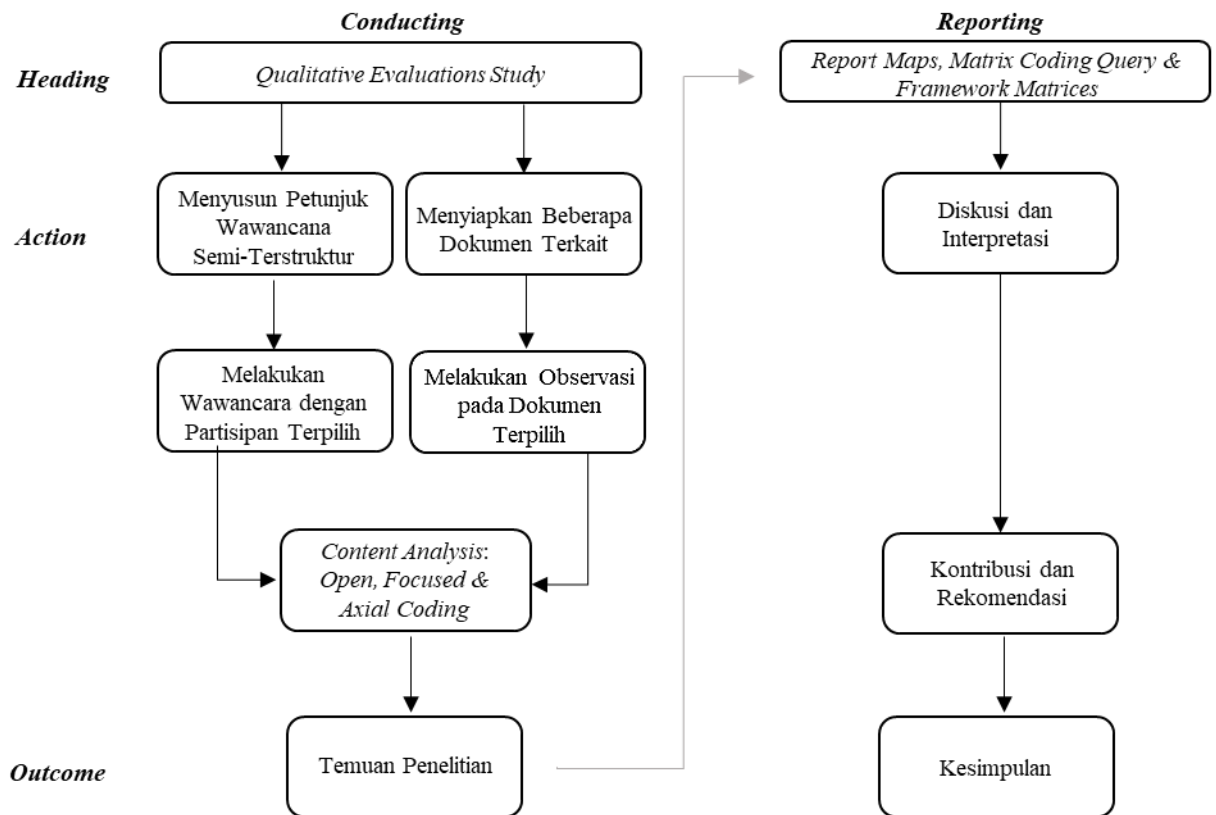 Conducting
Reporting
Heading
Qualitative Evaluations Study
Report Maps, Matrix Coding Query &
Framework Matrices
Action
Menyusun Petunjuk
Wawancana
Semi-Terstruktur
Menyiapkan Beberapa
Dokumen Terkait
Diskusi dan
Interpretasi
Melakukan
Wawancara dengan
Partisipan Terpilih
Melakukan Observasi
pada Dokumen
Terpilih
Content Analysis:
Open, Focused &
Axial Coding
Kontribusi dan
Rekomendasi
Outcome
Temuan Penelitian
Kesimpulan